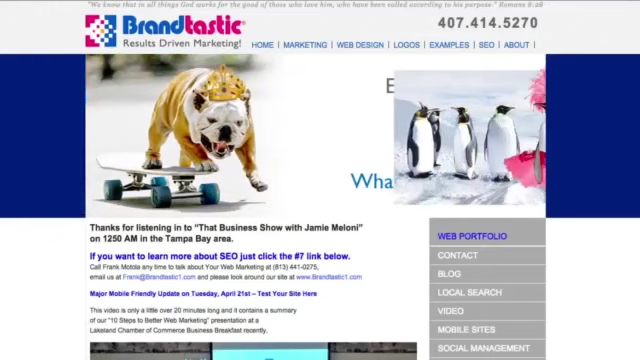 "We know that in all things God works for the good of those who love him, who have been called according to his purpose." Romans 8:28
Brandtastic
Results Driven Marketing!
407.414.5270
HOME | MARKETING | WEB DESIGN | LOGOS | EXAMPLES | SEO | ABOUT |
Thanks for listening in to "That Business Show with Jamie Meloni"
on 1250 AM in the Tampa Bay area.
If you want to learn more about SEO just click the #7 link below.
Call Frank Motola any time to talk about Your Web Marketing at (813) 441-0275,
email us at Frank@Brandtastic1.com and please look around our site at www.Brandtastic1.com
Major Mobile Friendly Update on Tuesday, April 21st – Test Your Site Here
This video is only a little over 20 minutes long and it contains a summary
of our "10 Steps to Better Web Marketing" presentation at a
Lakeland Chamber of Commerce Business Breakfast recently.
WEB PORTFOLIO
CONTACT
BLOG
LOCAL SEARCH
VIDEO
MOBILE SITES
SOCIAL MANAGEMENT